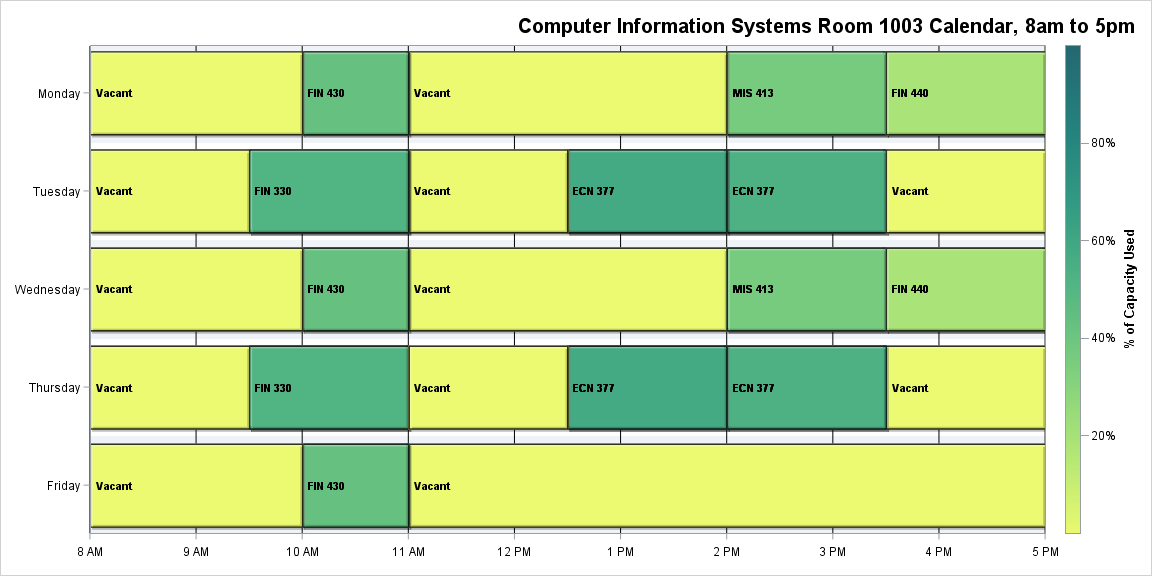 Computer Information Systems Room 1003 Calendar, 8am to 5pm
Monday Vacant FIN 430 Vacant MIS 413 FIN 440
Tuesday Vacant FIN 330 Vacant ECN 377 ECN 377 Vacant
Wednesday Vacant FIN 430 Vacant MIS 413 FIN 440
Thursday Vacant FIN 330 Vacant ECN 377 ECN 377 Vacant
Friday Vacant FIN 430 Vacant
8 AM 9 AM 10 AM 11 AM 12 PM 1 PM 2 PM 3 PM 4 PM 5 PM
80%
60%
40%
20%
% of Capacity Used